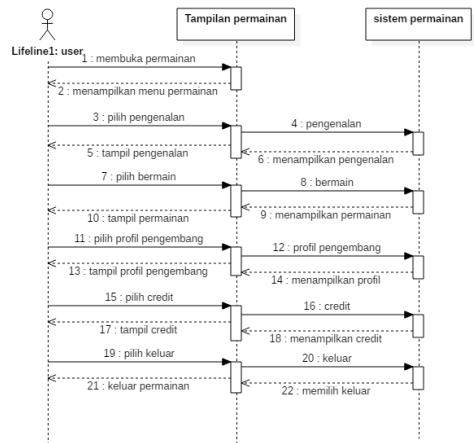 Tampilan permainan
sistem permainan
Lifeline1: user
1 : membuka permainan
2 : menampilkan menu permainan
3 : pilih pengenalan
4 : pengenalan
5 : tampil pengenalan
6 : menampilkan pengenalan
7 : pilih bermain
8 : bermain
9 : menampilkan permainan
10 : tampil permainan
11 : pilih profil pengembang
12 : profil pengembang
13 : tampil profil pengembang
14 : menampilkan profil
15 : pilih credit
16 : credit
17 : tampil credit
18 : menampilkan credit
19 : pilih keluar
20 : keluar
21 : keluar permainan
22 : memilih keluar